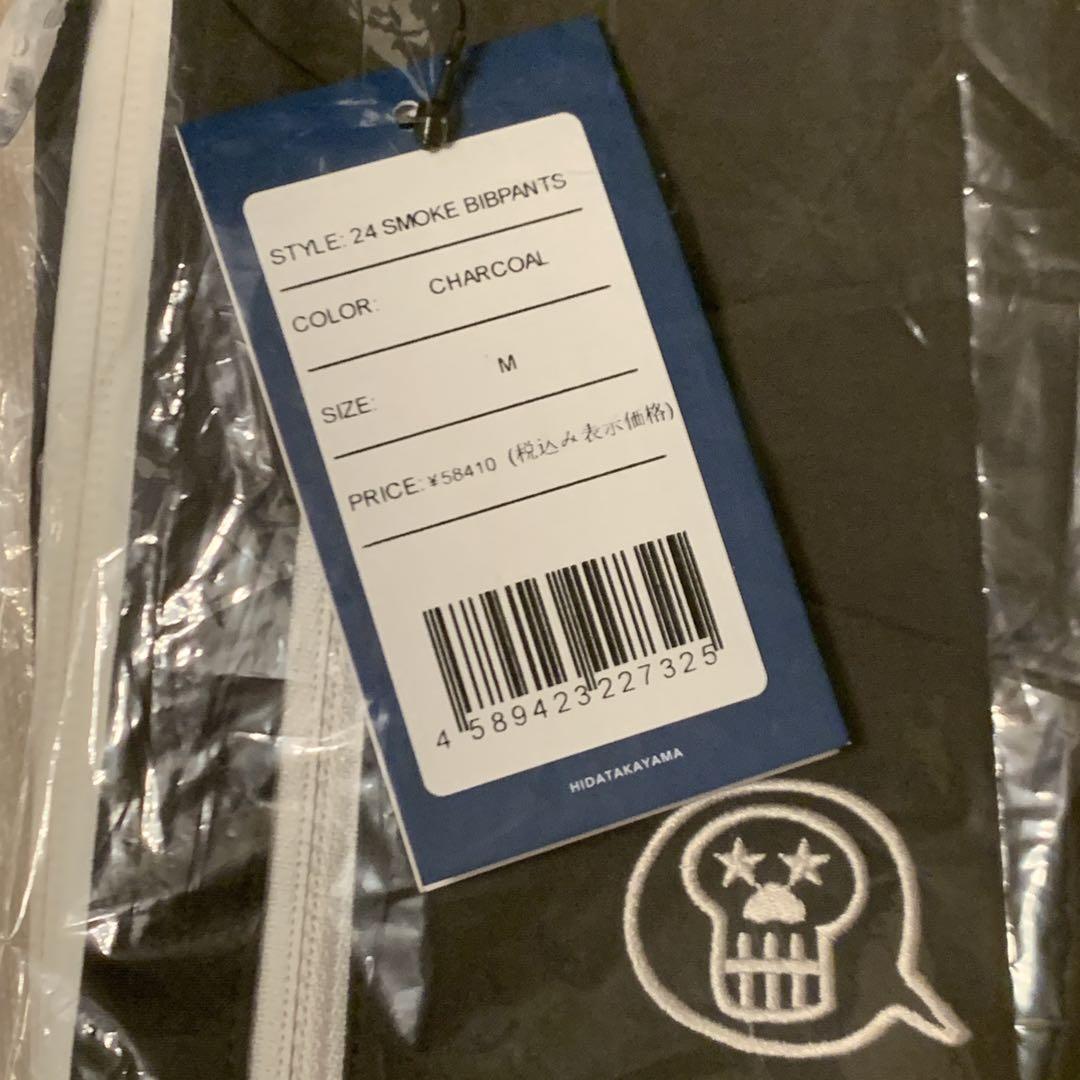 STYLE: 24 SMOKE BIBPANTS
COLOR: CHARCOAL
SIZE: M
PRICE: ¥58410 (税込み表示価格)
4 589423 227325
HIDATAKAYAMA